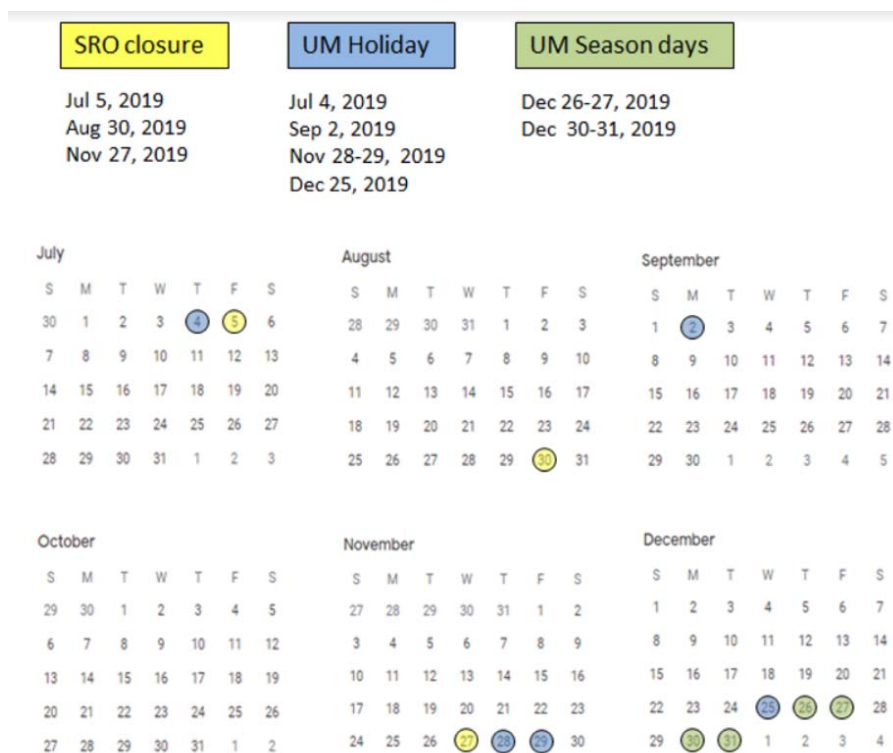 SRO closure
UM Holiday
UM Season days
Jul 5, 2019
Aug 30, 2019
Nov 27, 2019
Jul 4, 2019
Sep 2, 2019
Nov 28-29, 2019
Dec 25, 2019
Dec 26-27, 2019
Dec 30-31, 2019
July
S M T W T F S
30 1 2 3 4 5 6
7 8 9 10 11 12 13
14 15 16 17 18 19 20
21 22 23 24 25 26 27
28 29 30 31 1 2 3
August
S M T W T F S
28 29 30 31 1 2 3
4 5 6 7 8 9 10
11 12 13 14 15 16 17
18 19 20 21 22 23 24
25 26 27 28 29 30 31
September
S M T W T F S
1 2 3 4 5 6 7
8 9 10 11 12 13 14
15 16 17 18 19 20 21
22 23 24 25 26 27 28
29 30 1 2 3 4 5
October
S M T W T F S
29 30 1 2 3 4 5
6 7 8 9 10 11 12
13 14 15 16 17 18 19
20 21 22 23 24 25 26
27 28 29 30 31 1 2
November
S M T W T F S
27 28 29 30 31 1 2
3 4 5 6 7 8 9
10 11 12 13 14 15 16
17 18 19 20 21 22 23
24 25 26 27 28 29 30
December
S M T W T F S
1 2 3 4 5 6 7
8 9 10 11 12 13 14
15 16 17 18 19 20 21
22 23 24 25 26 27 28
29 30 31 1 2 3 4